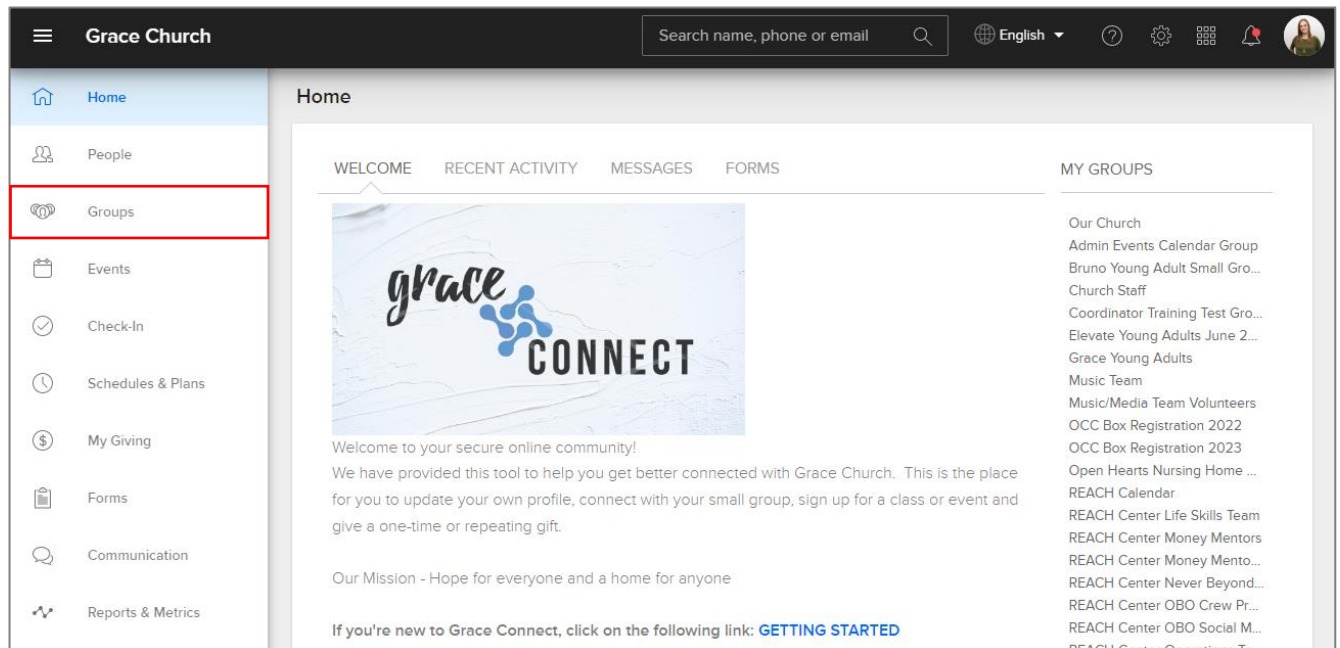 Grace Church
Search name, phone or email
English
Home
People
Groups
Events
Check-In
Schedules & Plans
My Giving
Forms
Communication
Reports & Metrics
Home
WELCOME RECENT ACTIVITY MESSAGES FORMS
grace
CONNECT
Welcome to your secure online community!
We have provided this tool to help you get better connected with Grace Church. This is the place
for you to update your own profile, connect with your small group, sign up for a class or event and
give a one-time or repeating gift.
Our Mission - Hope for everyone and a home for anyone
If you're new to Grace Connect, click on the following link: GETTING STARTED
MY GROUPS
Our Church
Admin Events Calendar Group
Bruno Young Adult Small Gro...
Church Staff
Coordinator Training Test Gro...
Elevate Young Adults June 2...
Grace Young Adults
Music Team
Music/Media Team Volunteers
OCC Box Registration 2022
OCC Box Registration 2023
Open Hearts Nursing Home ...
REACH Calendar
REACH Center Life Skills Team
REACH Center Money Mentors
REACH Center Money Mento...
REACH Center Never Beyond...
REACH Center OBO Crew Pr...
REACH Center OBO Social M...